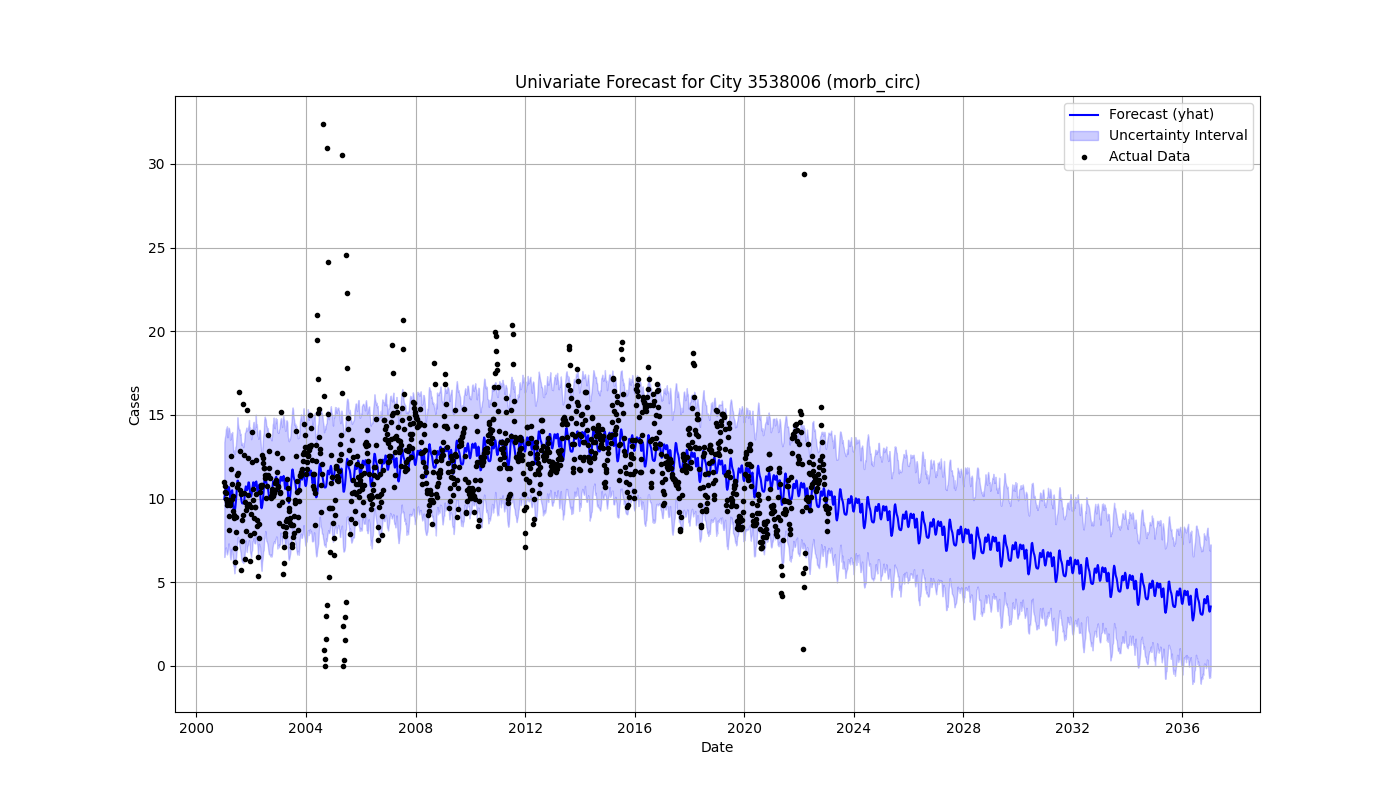 Univariate Forecast for City 3538006 (morb_circ)
Forecast (yhat)
Uncertainty Interval
Actual Data
Cases
30
25
20
15
10
5
0
2000 2004 2008 2012 2016 2020 2024 2028 2032 2036
Date